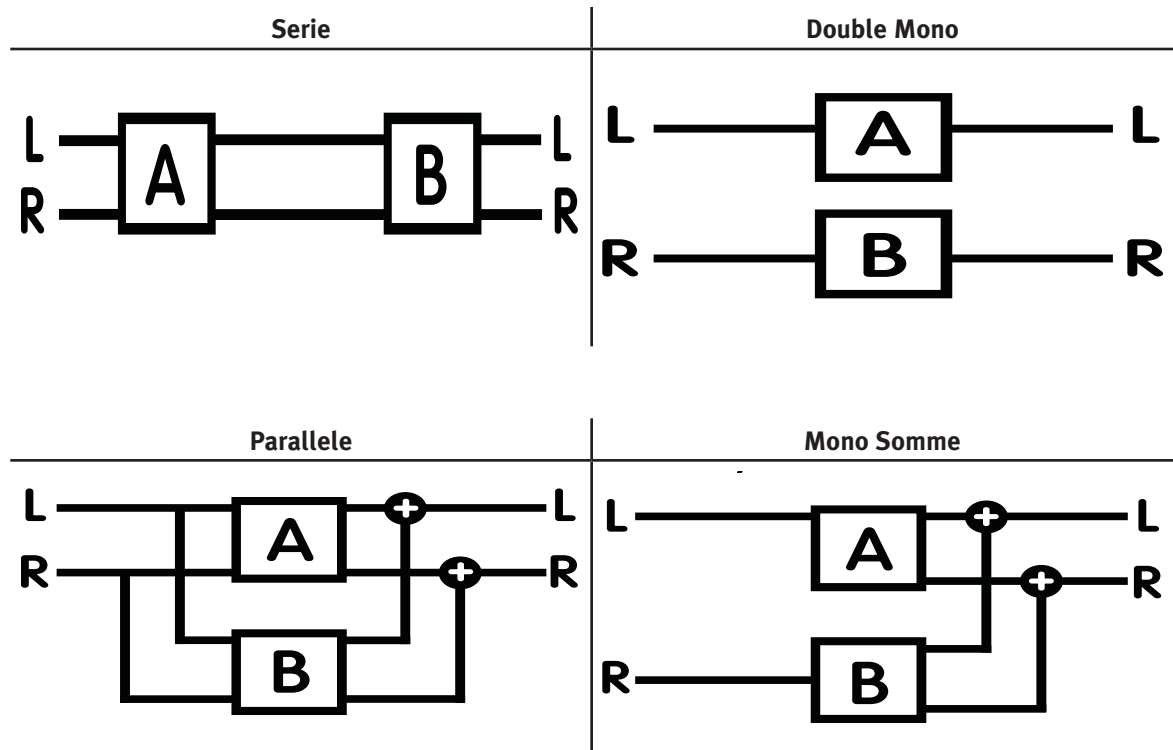 Serie
L A B L
R R
Double Mono
L A L
R B R
Parallele
L A + L
R + R
B
Mono Somme
L A + L
+ R
R B